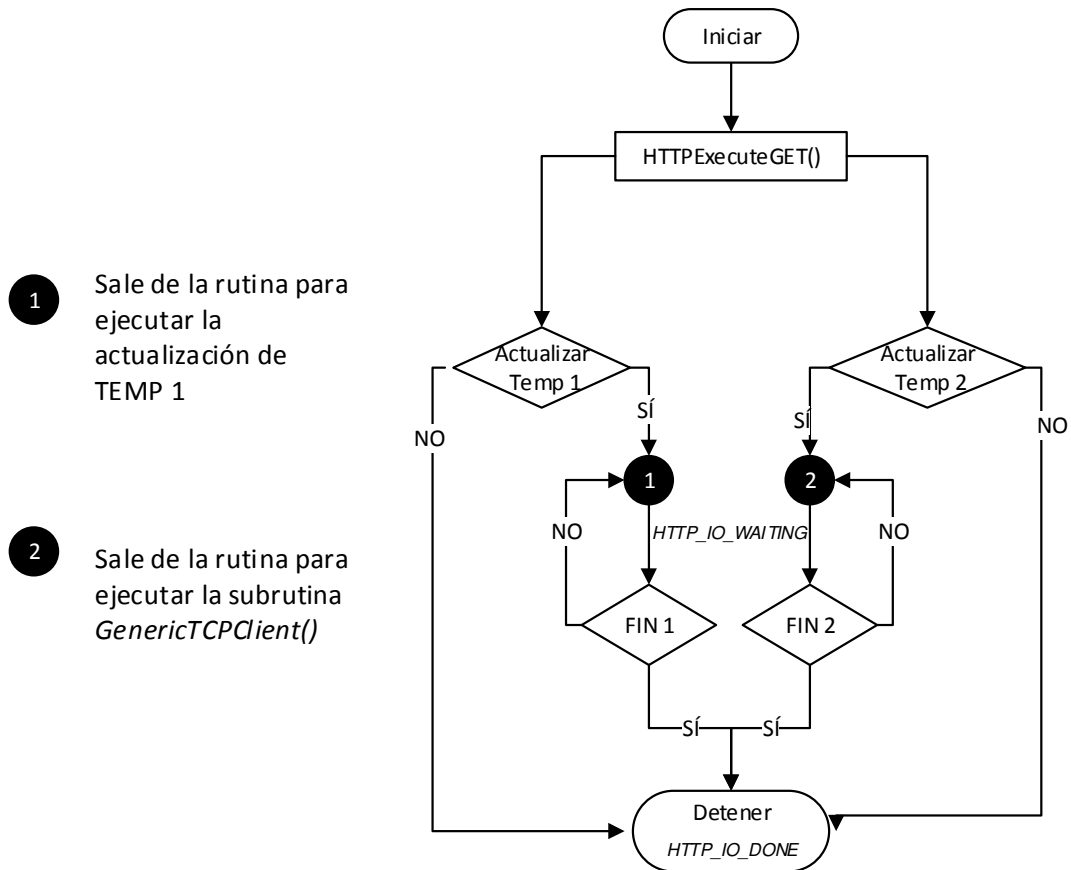 Iniciar
HTTPExecuteGET()
1
Sale de la rutina para
ejecutar la
actualización de
TEMP 1
2
Sale de la rutina para
ejecutar la subrutina
GenericTCPClient()
Actualizar
Temp 1
Actualizar
Temp 2
NO
SÍ
SÍ
NO
1
2
NO
HTTP_IO_WAITING
NO
FIN 1
FIN 2
SÍ
SÍ
Detener
HTTP_IO_DONE